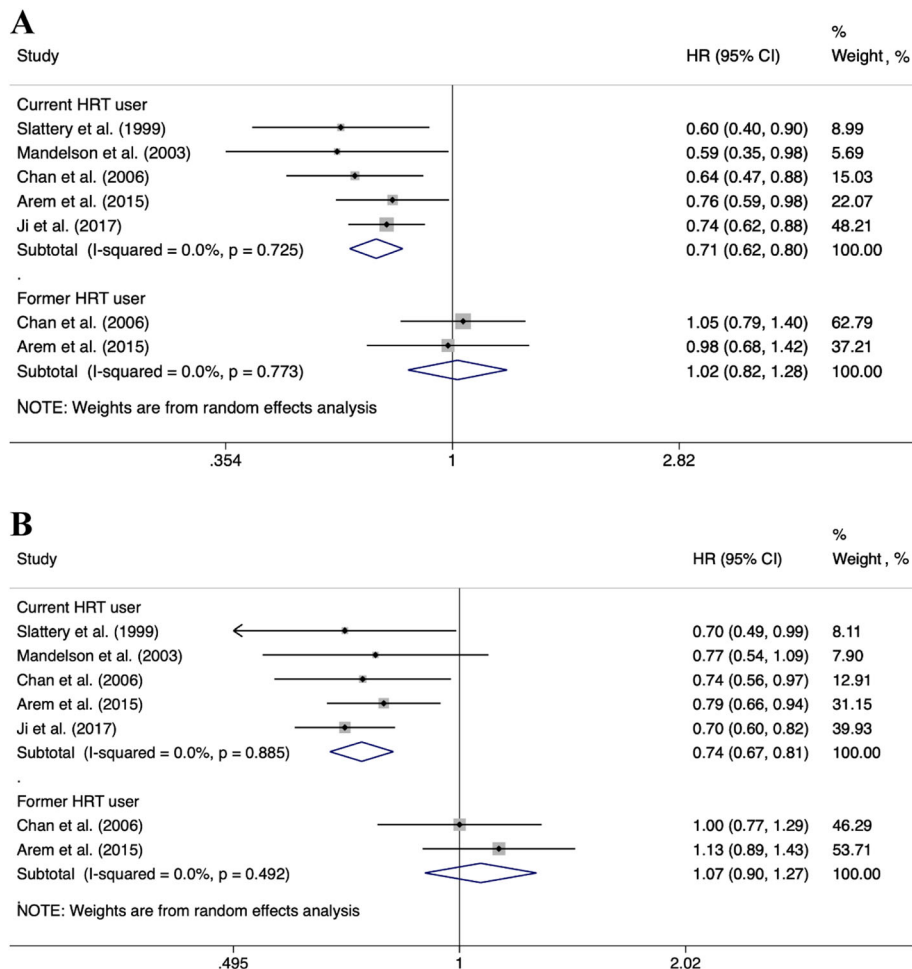 A
%
Study HR (95% CI) Weight , %
Current HRT user
Slattery et al. (1999) 0.60 (0.40, 0.90) 8.99
Mandelson et al. (2003) 0.59 (0.35, 0.98) 5.69
Chan et al. (2006) 0.64 (0.47, 0.88) 15.03
Arem et al. (2015) 0.76 (0.59, 0.98) 22.07
Ji et al. (2017) 0.74 (0.62, 0.88) 48.21
Subtotal (I-squared = 0.0%, p = 0.725) 0.71 (0.62, 0.80) 100.00
.
Former HRT user
Chan et al. (2006) 1.05 (0.79, 1.40) 62.79
Arem et al. (2015) 0.98 (0.68, 1.42) 37.21
Subtotal (I-squared = 0.0%, p = 0.773) 1.02 (0.82, 1.28) 100.00
NOTE: Weights are from random effects analysis
.354 1 2.82
B
%
Study HR (95% CI) Weight , %
Current HRT user
Slattery et al. (1999) 0.70 (0.49, 0.99) 8.11
Mandelson et al. (2003) 0.77 (0.54, 1.09) 7.90
Chan et al. (2006) 0.74 (0.56, 0.97) 12.91
Arem et al. (2015) 0.79 (0.66, 0.94) 31.15
Ji et al. (2017) 0.70 (0.60, 0.82) 39.93
Subtotal (I-squared = 0.0%, p = 0.885) 0.74 (0.67, 0.81) 100.00
.
Former HRT user
Chan et al. (2006) 1.00 (0.77, 1.29) 46.29
Arem et al. (2015) 1.13 (0.89, 1.43) 53.71
Subtotal (I-squared = 0.0%, p = 0.492) 1.07 (0.90, 1.27) 100.00
.
NOTE: Weights are from random effects analysis
.495 1 2.02